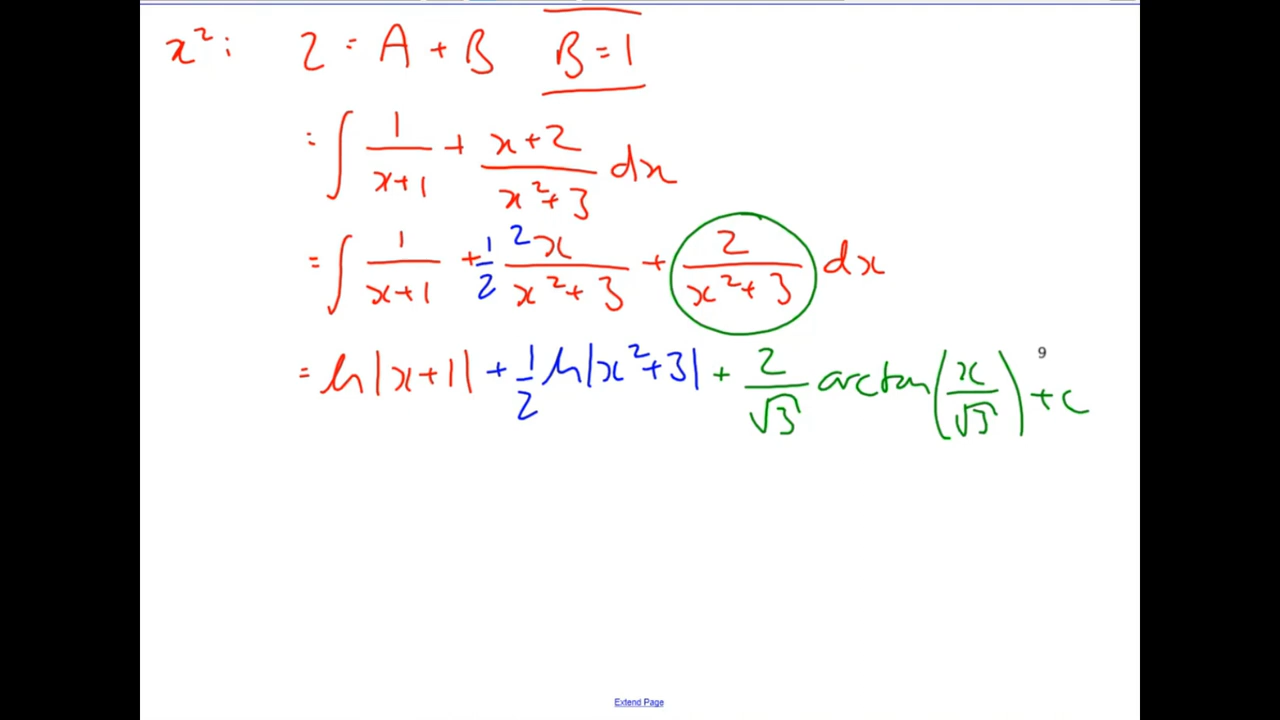 x²: 2 = A + B B = 1
= ∫ 1/(x+1) + (x+2)/(x²+3) dx
= ∫ 1/(x+1) + 1/2 2x/(x²+3) + 2/(x²+3) dx
= ln|x+1| + 1/2 ln|x²+3| + 2/√3 arctan(x/√3) + c
9
Extend Page